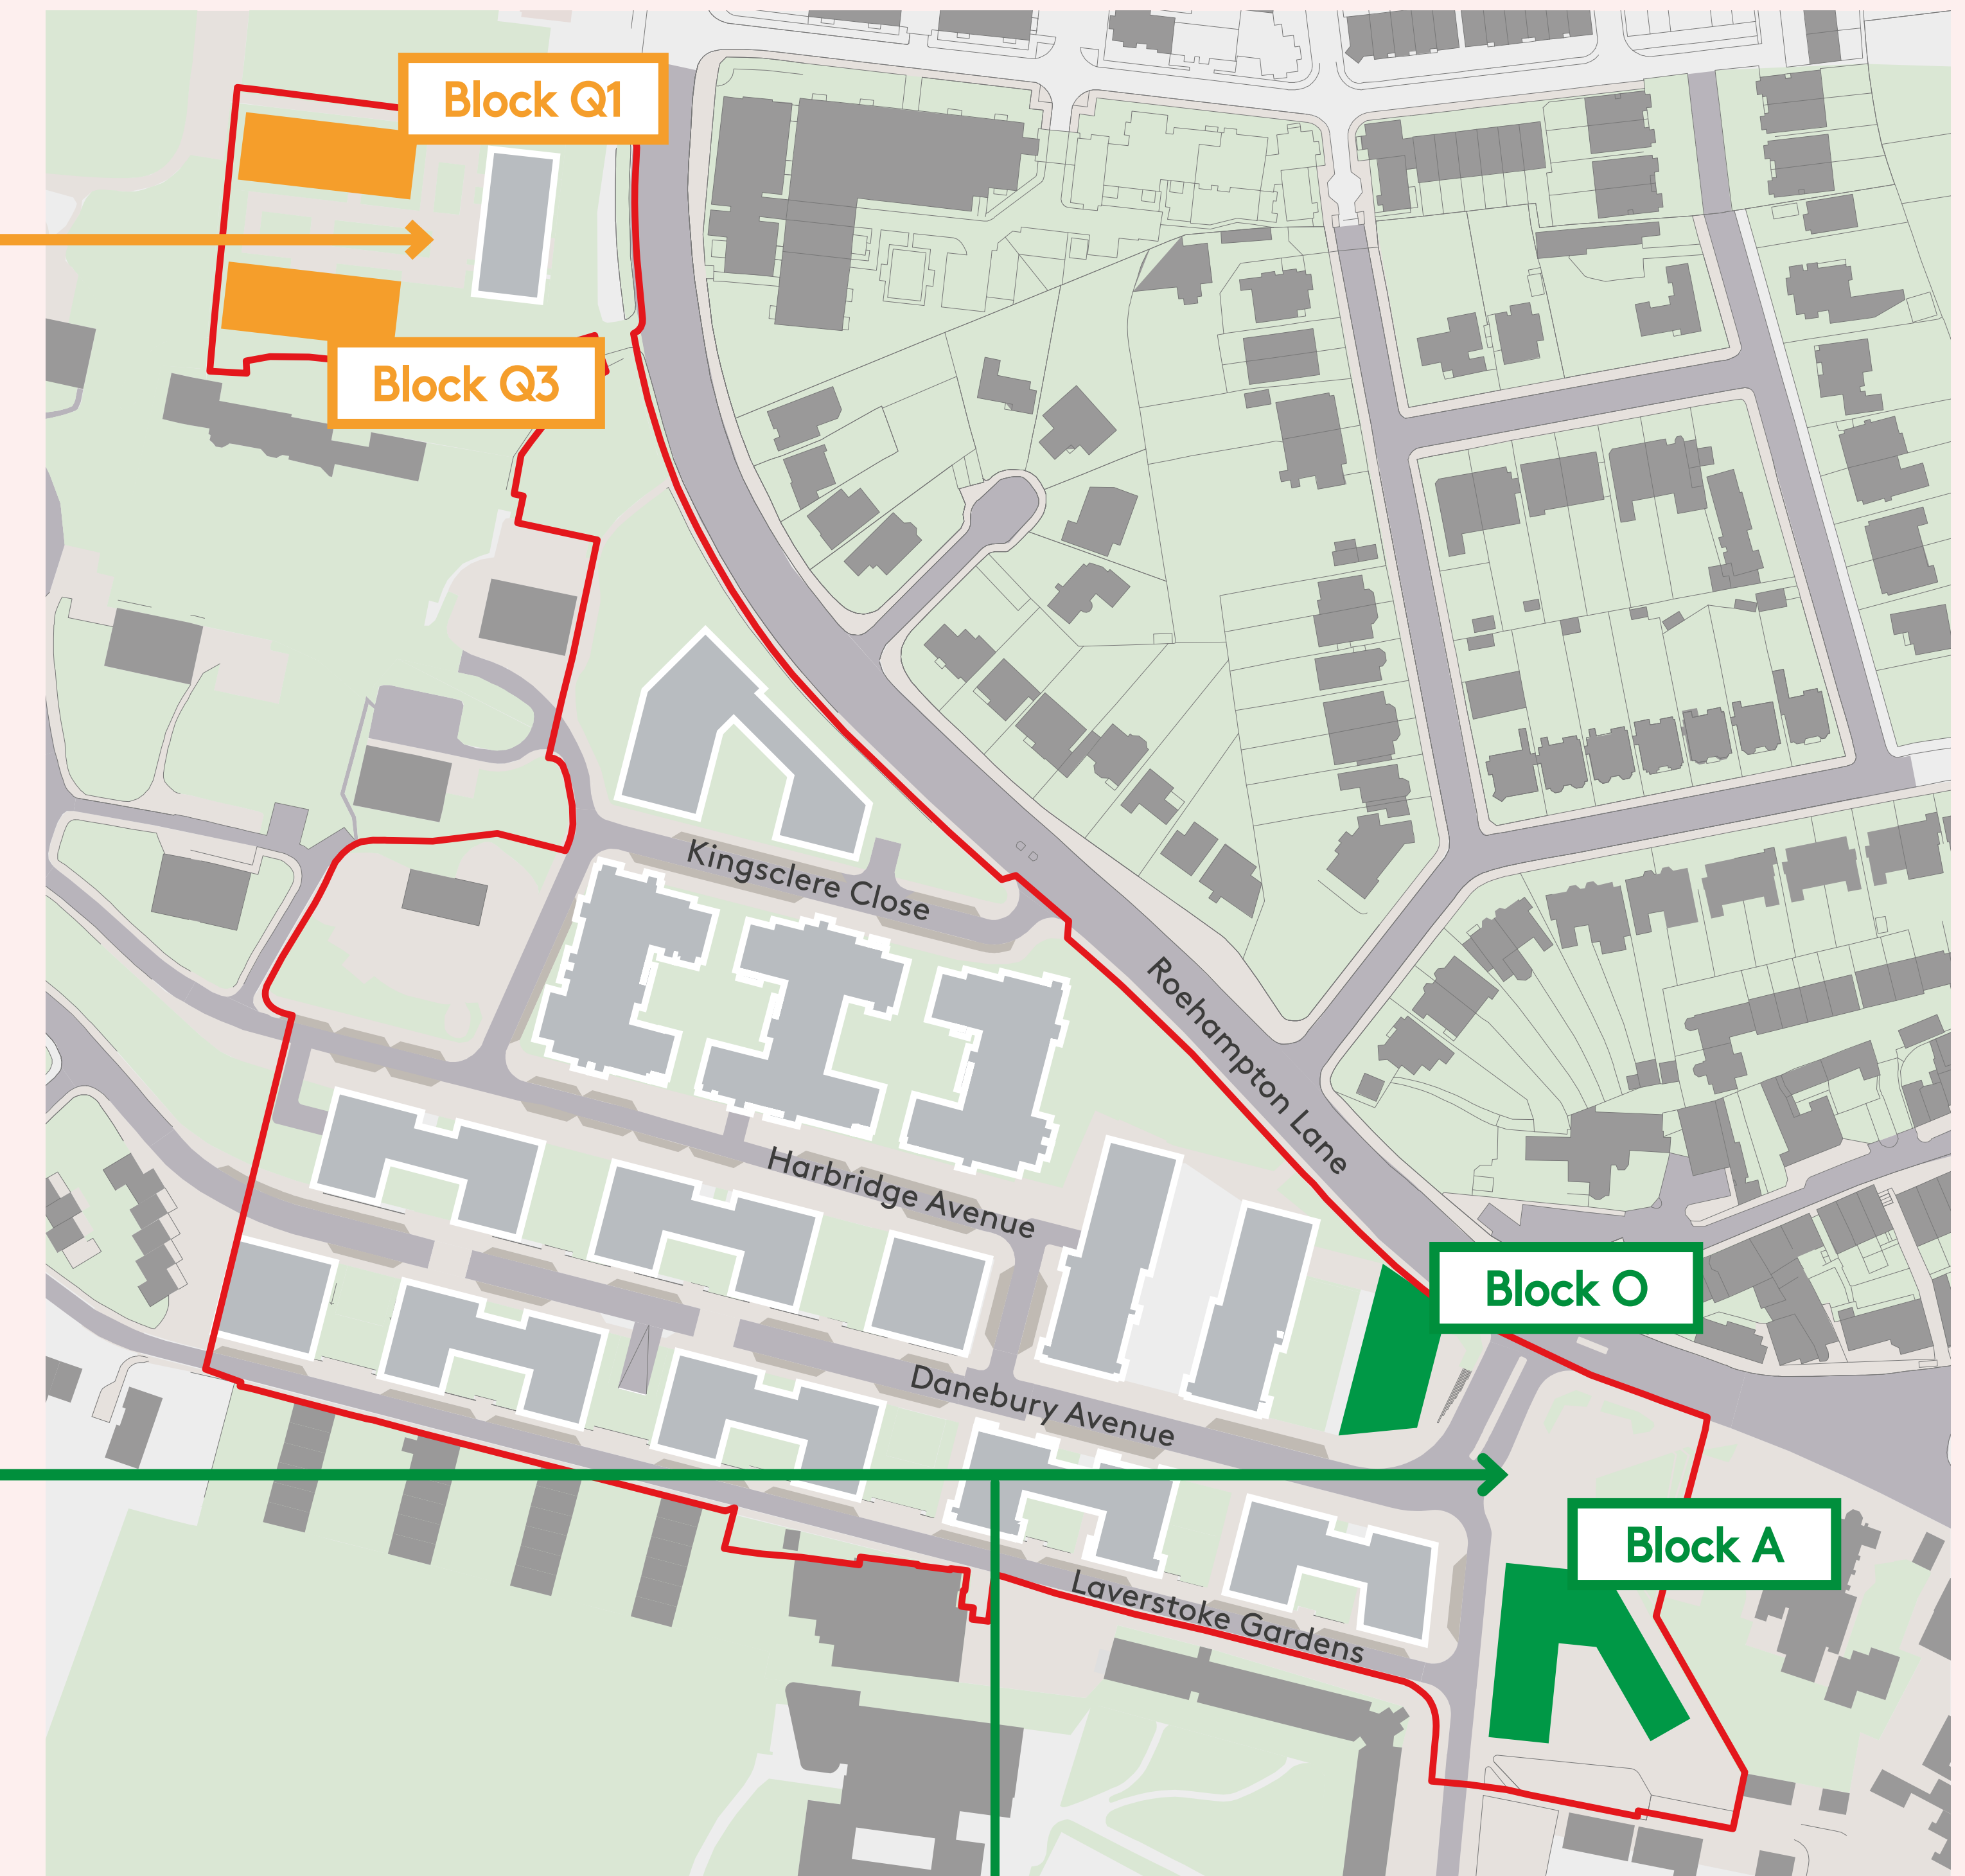 Block Q1
Block Q3
Kingsclere Close
Roehampton Lane
Harbridge Avenue
Block O
Danebury Avenue
Block A
Laverstoke Gardens